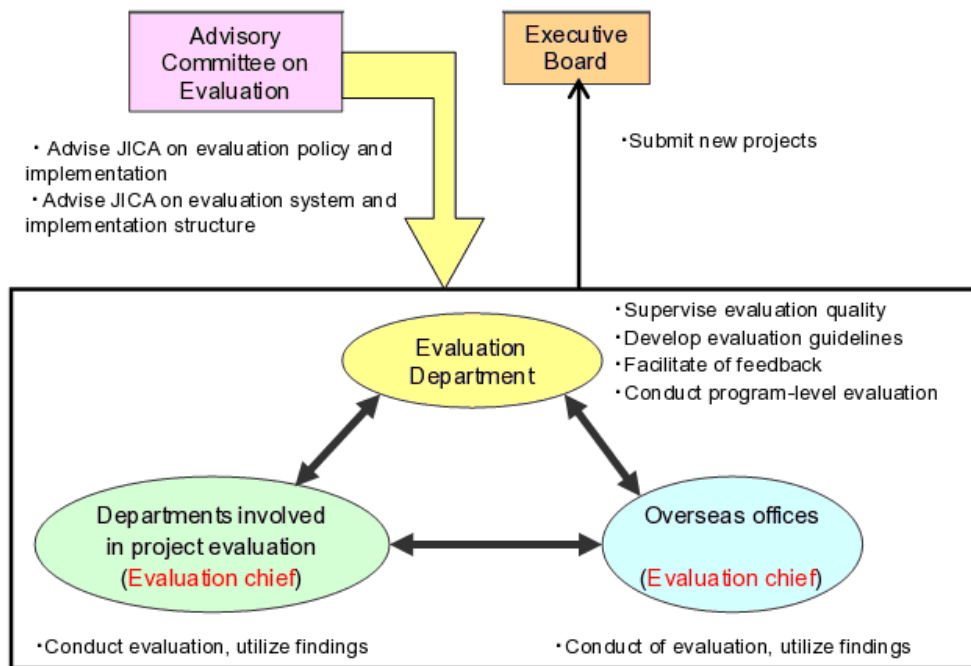 Advisory
Committee on
Evaluation
Executive
Board
・Advise JICA on evaluation policy and
implementation
・Advise JICA on evaluation system and
implementation structure
・Submit new projects
・Supervise evaluation quality
・Develop evaluation guidelines
・Facilitate of feedback
・Conduct program-level evaluation
Evaluation
Department
Departments involved
in project evaluation
(Evaluation chief)
Overseas offices
(Evaluation chief)
・Conduct evaluation, utilize findings
・Conduct of evaluation, utilize findings